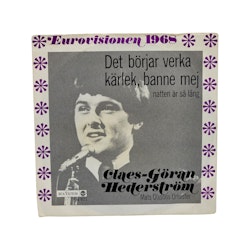 Eurovisionen 1968
Det börjar verka
kärlek, banne mej
natten är så lång
Claes-Göran
Hederström
Mats Olssons Orkester